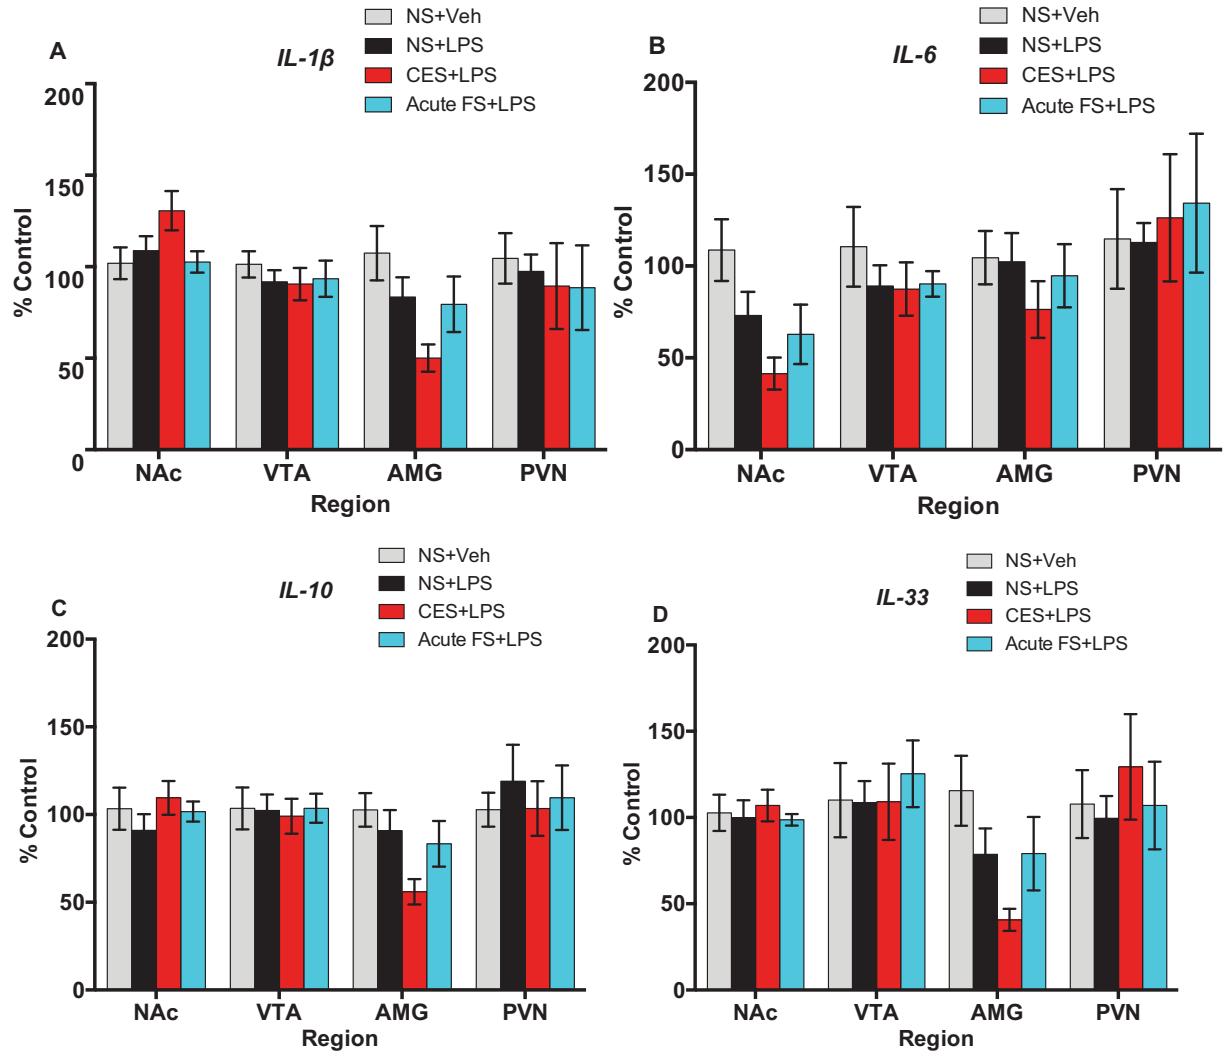 A
IL-1β
NS+Veh
NS+LPS
CES+LPS
Acute FS+LPS
% Control
200
150
100
50
0
NAc VTA AMG PVN
Region
B
IL-6
NS+Veh
NS+LPS
CES+LPS
Acute FS+LPS
% Control
200
150
100
50
0
NAc VTA AMG PVN
Region
C
IL-10
NS+Veh
NS+LPS
CES+LPS
Acute FS+LPS
% Control
200
150
100
50
0
NAc VTA AMG PVN
Region
D
IL-33
NS+Veh
NS+LPS
CES+LPS
Acute FS+LPS
% Control
200
150
100
50
0
NAc VTA AMG PVN
Region